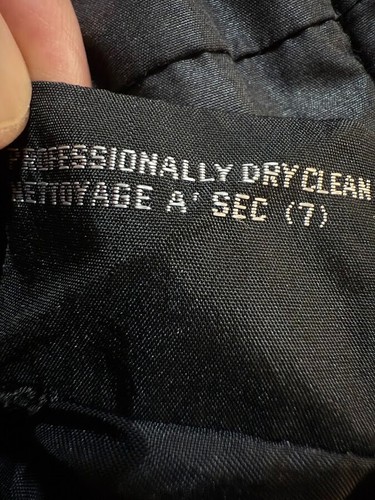 PROFESSIONALLY DRY CLEAN
NETTOYAGE A' SEC (7)